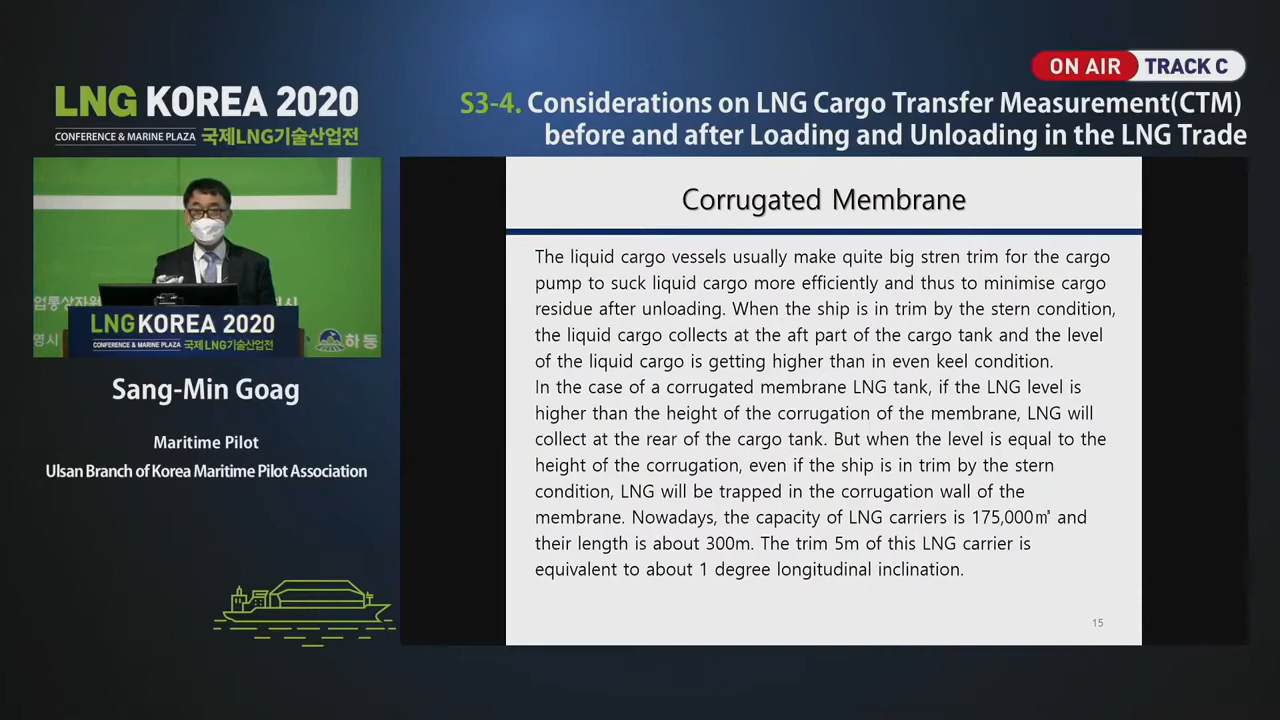 ON AIR TRACK C
LNG KOREA 2020
CONFERENCE & MARINE PLAZA 국제LNG기술산업전
S3-4. Considerations on LNG Cargo Transfer Measurement(CTM)
before and after Loading and Unloading in the LNG Trade
업통상자원
시
영시
하동
LNG KOREA 2020
CONFERENCE & MARINE PLAZA 국제LNG기술산업전
Sang-Min Goag
Maritime Pilot
Ulsan Branch of Korea Maritime Pilot Association
Corrugated Membrane
The liquid cargo vessels usually make quite big stren trim for the cargo
pump to suck liquid cargo more efficiently and thus to minimise cargo
residue after unloading. When the ship is in trim by the stern condition,
the liquid cargo collects at the aft part of the cargo tank and the level
of the liquid cargo is getting higher than in even keel condition.
In the case of a corrugated membrane LNG tank, if the LNG level is
higher than the height of the corrugation of the membrane, LNG will
collect at the rear of the cargo tank. But when the level is equal to the
height of the corrugation, even if the ship is in trim by the stern
condition, LNG will be trapped in the corrugation wall of the
membrane. Nowadays, the capacity of LNG carriers is 175,000㎥ and
their length is about 300m. The trim 5m of this LNG carrier is
equivalent to about 1 degree longitudinal inclination.
15